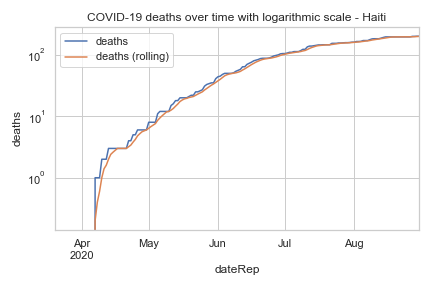 COVID-19 deaths over time with logarithmic scale - Haiti
deaths
deaths (rolling)
10²
10¹
10⁰
deaths
Apr
2020
May
Jun
Jul
Aug
dateRep